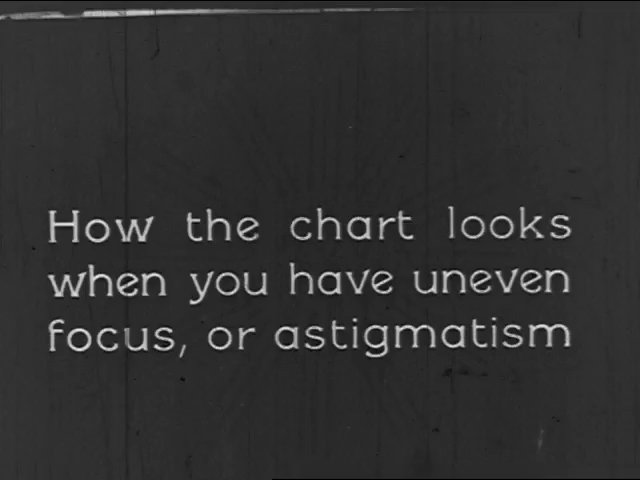 How the chart looks
when you have uneven
focus, or astigmatism